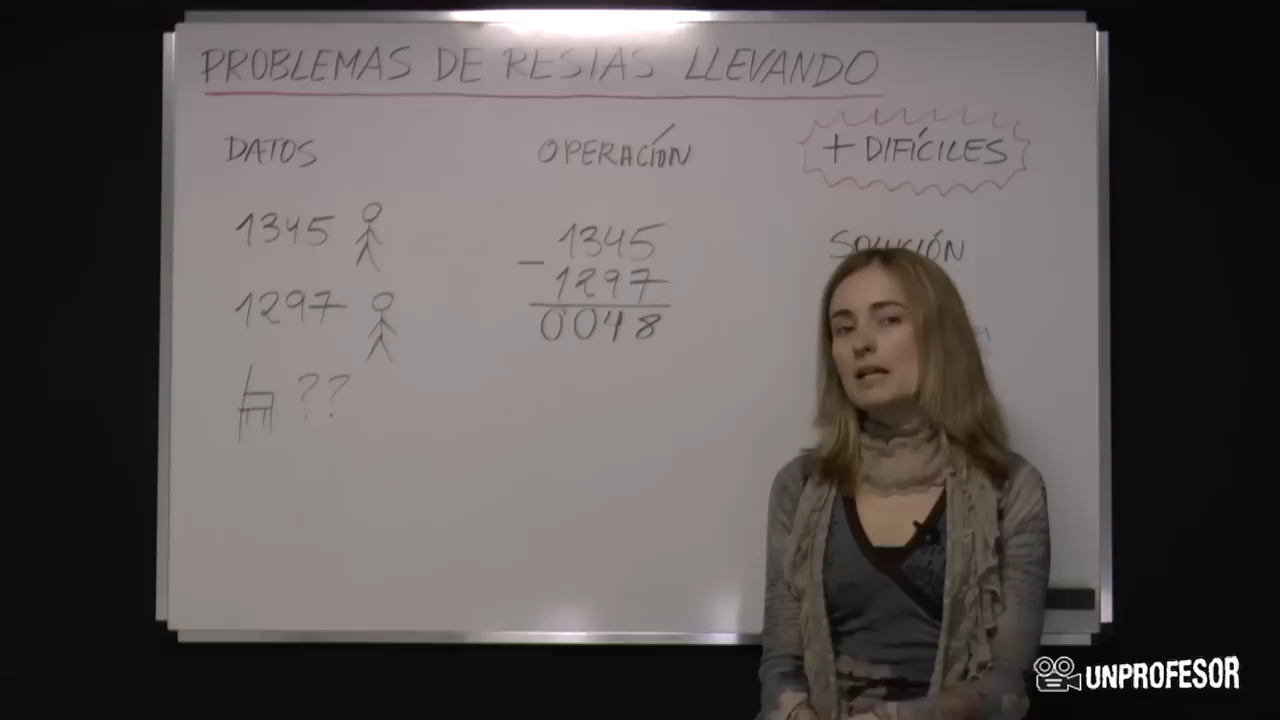 PROBLEMAS DE RESTAS LLEVANDO
DATOS
OPERACIÓN
+ DIFÍCILES
1345
1345
- 1297
0048
1297
??
SOLUCIÓN
UNPROFESOR